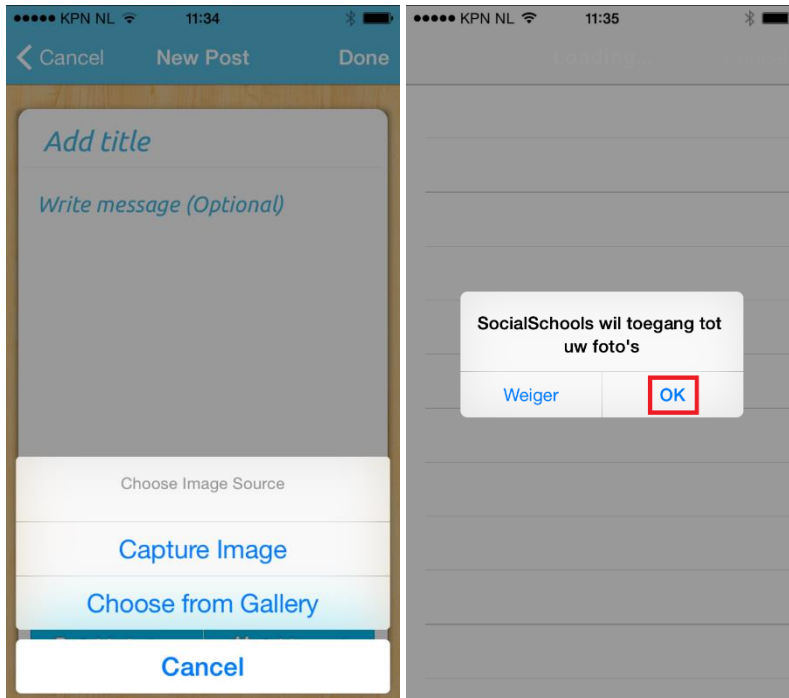 KPN NL 11:34
Cancel New Post Done
Add title
Write message (Optional)
Choose Image Source
Capture Image
Choose from Gallery
Cancel
KPN NL 11:35
Loading...
SocialSchools wil toegang tot
uw foto's
Weiger OK